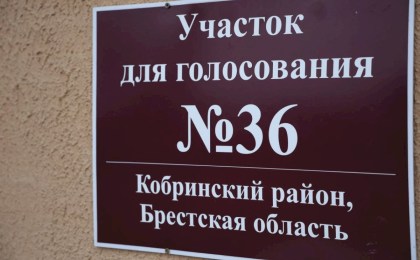 Участок
для голосования
№36
Кобринский район,
Брестская область